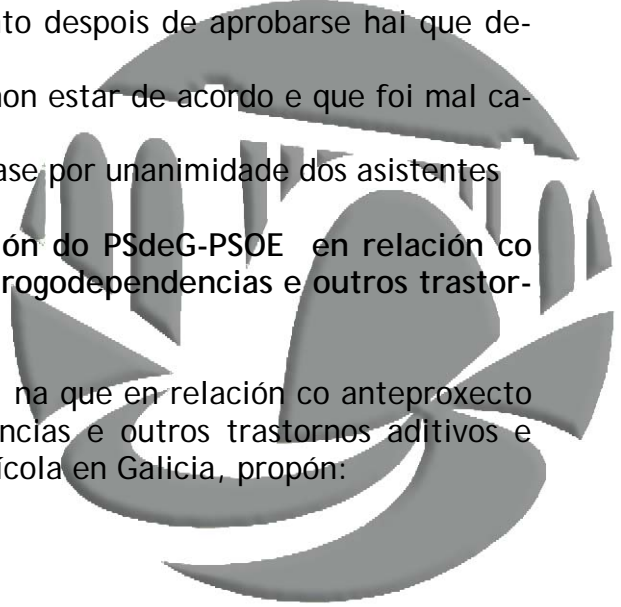 to despois de aprobarse hai que de-
non estar de acordo e que foi mal ca-
ase por unanimidade dos asistentes
ón do PSdeG-PSOE en relación co
rogodependencias e outros trastor-
na que en relación co anteproxecto
ncias e outros trastornos aditivos e
ícola en Galicia, propón: